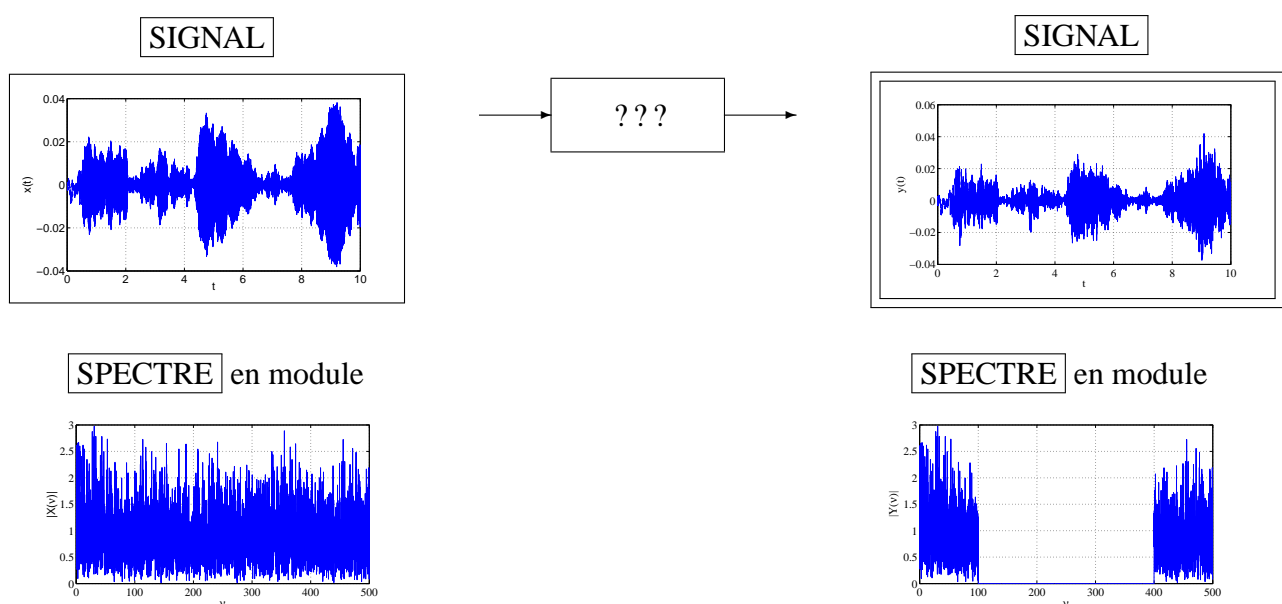 SIGNAL
SIGNAL
???
0.04
0.02
0
−0.02
−0.04
x(t)
0 2 4 6 8 10
t
0.06
0.04
0.02
0
−0.02
−0.04
y(t)
0 2 4 6 8 10
t
SPECTRE en module
SPECTRE en module
3
2.5
2
1.5
1
0.5
0
|X(ν)|
0 100 200 300 400 500
ν
3
2.5
2
1.5
1
0.5
0
|Y(ν)|
0 100 200 300 400 500
ν